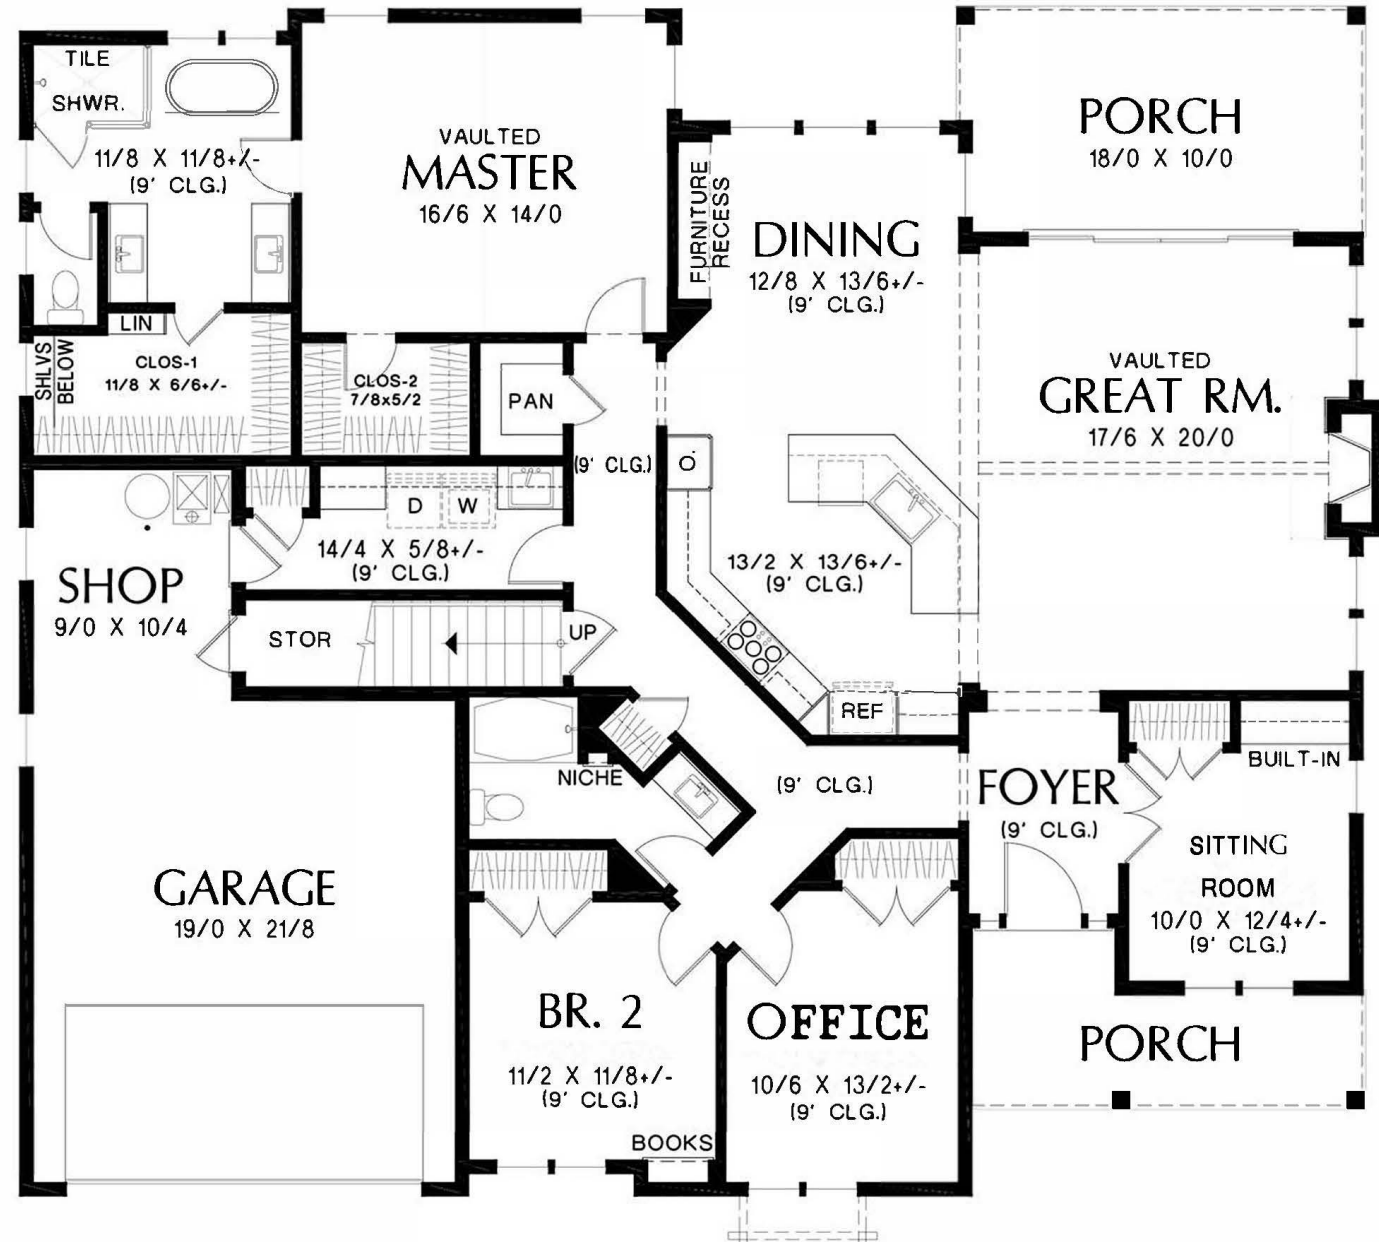 TILE
SHWR.
11/8 X 11/8+/-
(9' CLG.)
VAULTED
MASTER
16/6 X 14/0
FURNITURE
RECESS
DINING
12/8 X 13/6+/-
(9' CLG.)
PORCH
18/0 X 10/0
LIN
SHLVS
BELOW
CLOS-1
11/8 X 6/6+/-
CLOS-2
7/8x5/2
PAN
(9' CLG.)
VAULTED
GREAT RM.
17/6 X 20/0
O.
D
W
14/4 X 5/8+/-
(9' CLG.)
13/2 X 13/6+/-
(9' CLG.)
SHOP
9/0 X 10/4
STOR
UP
REF
NICHE
(9' CLG.)
FOYER
(9' CLG.)
BUILT-IN
SITTING
ROOM
10/0 X 12/4+/-
(9' CLG.)
GARAGE
19/0 X 21/8
BR. 2
11/2 X 11/8+/-
(9' CLG.)
BOOKS
OFFICE
10/6 X 13/2+/-
(9' CLG.)
PORCH